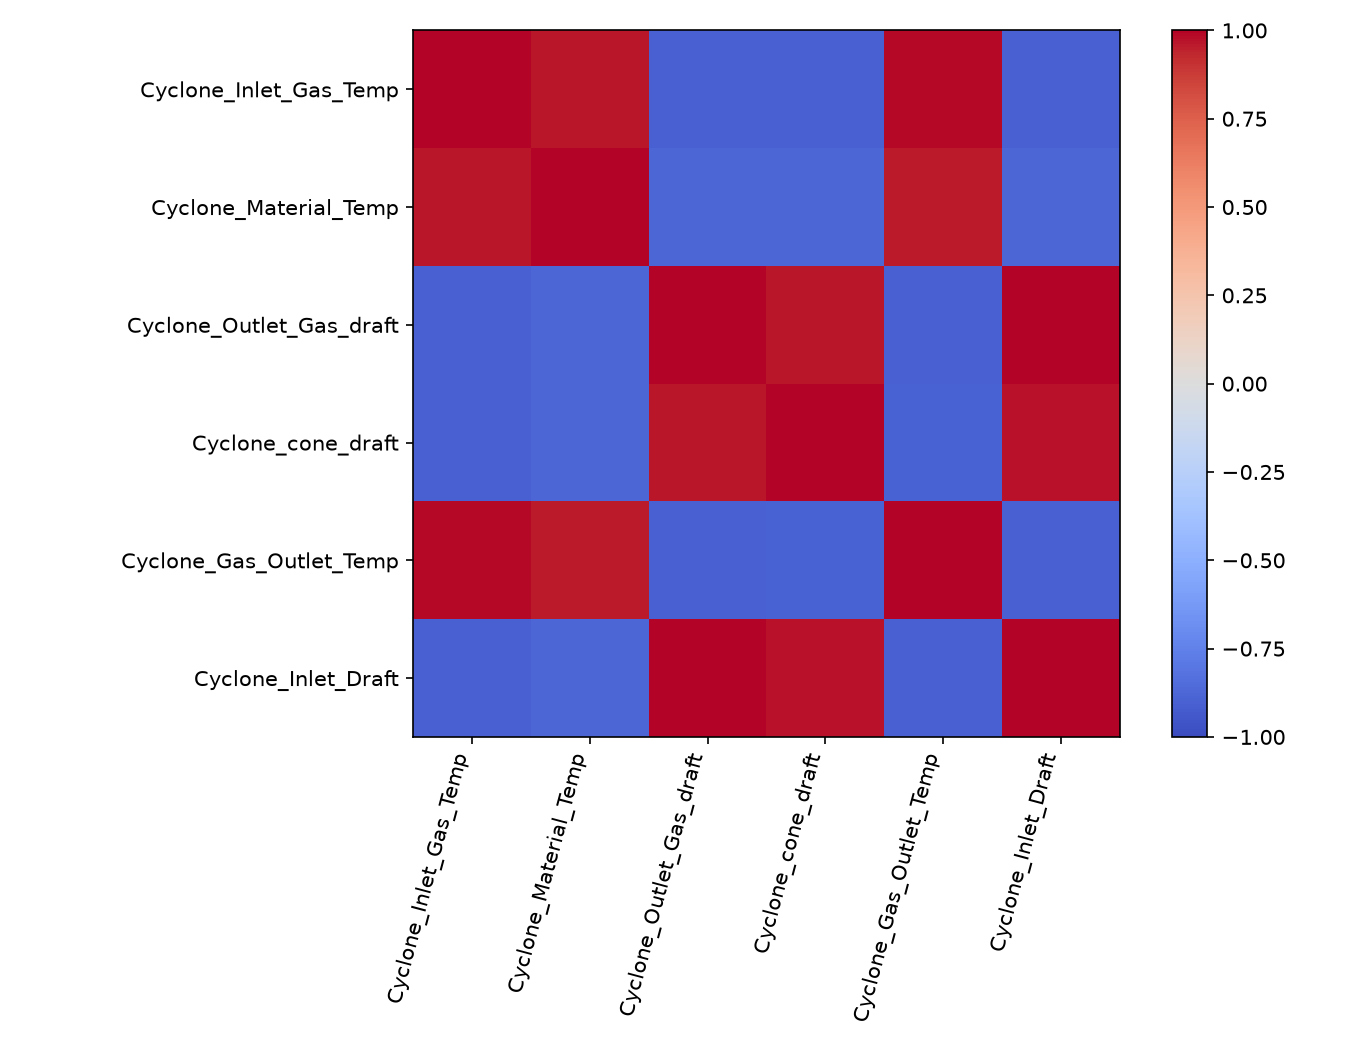 Cyclone_Inlet_Gas_Temp
Cyclone_Material_Temp
Cyclone_Outlet_Gas_draft
Cyclone_cone_draft
Cyclone_Gas_Outlet_Temp
Cyclone_Inlet_Draft
Cyclone_Inlet_Gas_Temp
Cyclone_Material_Temp
Cyclone_Outlet_Gas_draft
Cyclone_cone_draft
Cyclone_Gas_Outlet_Temp
Cyclone_Inlet_Draft
1.00
0.75
0.50
0.25
0.00
−0.25
−0.50
−0.75
−1.00